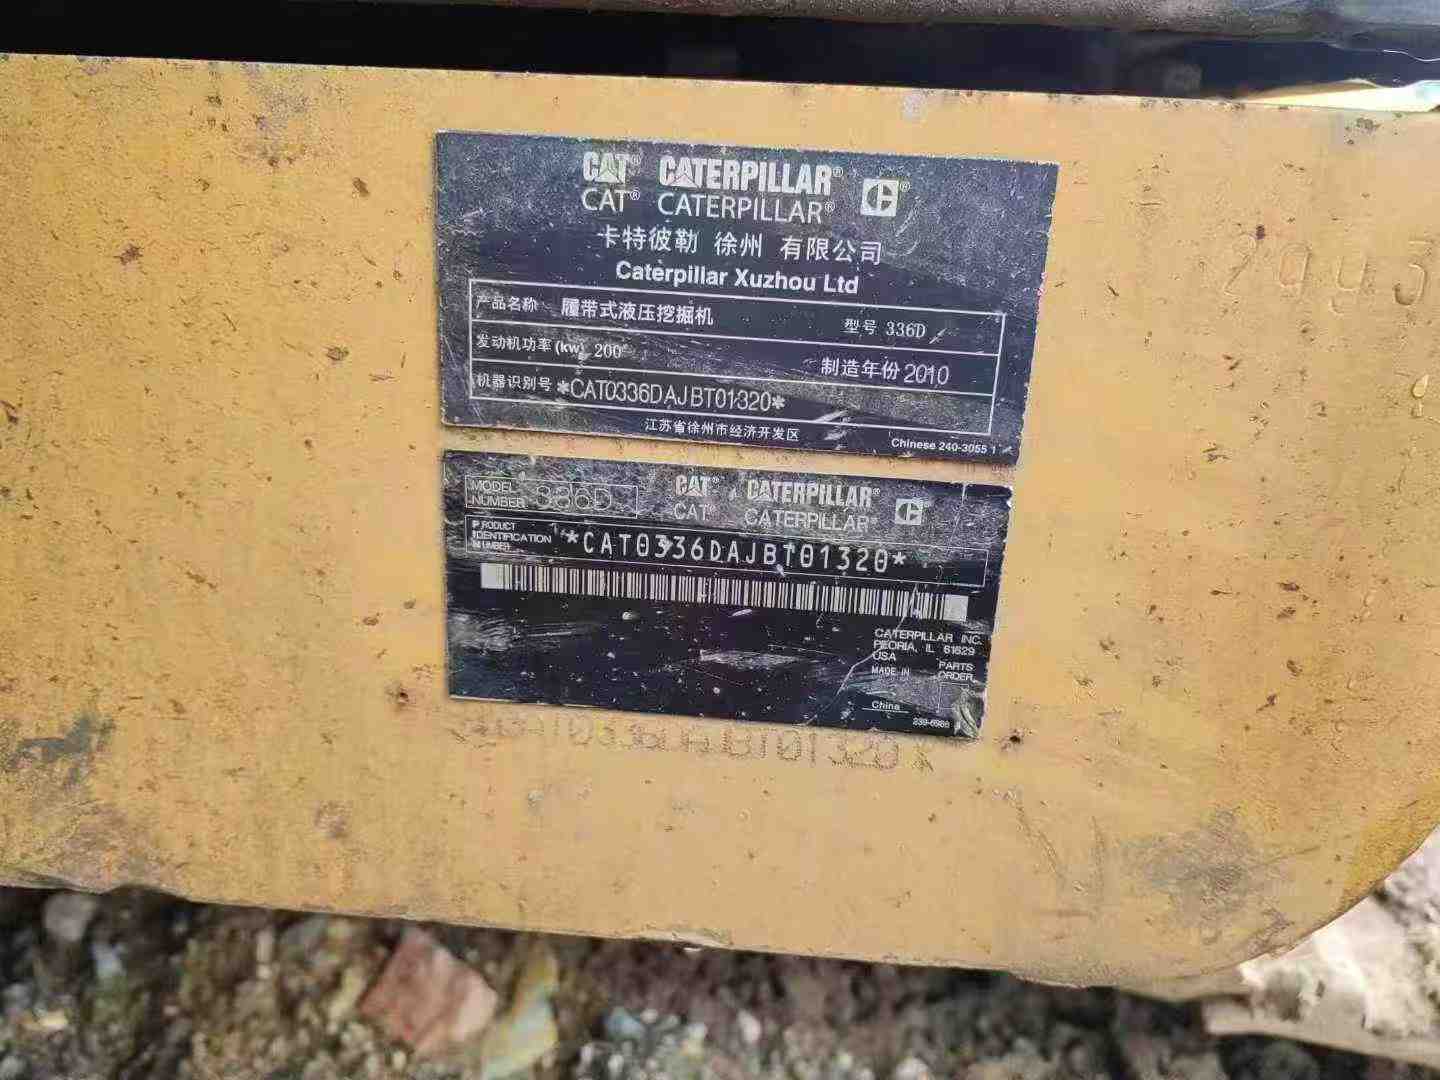 CAT® CATERPILLAR®
CAT® CATERPILLAR®
卡特彼勒 徐州 有限公司
Caterpillar Xuzhou Ltd
产品名称 履带式液压挖掘机 型号 336D
发动机功率(kw) 200 制造年份 2010
机器识别号 *CAT0336DAJBT01320*
江苏省徐州市经济开发区 Chinese 240-3055 1
MODEL NUMBER 336D CAT® CATERPILLAR®
CAT® CATERPILLAR®
PRODUCT IDENTIFICATION NUMBER *CAT0336DAJBT01320*
CATERPILLAR INC.
PEORIA, IL 61629
USA
MADE IN China
PARTS ORDER
239-6986
JBT01320*